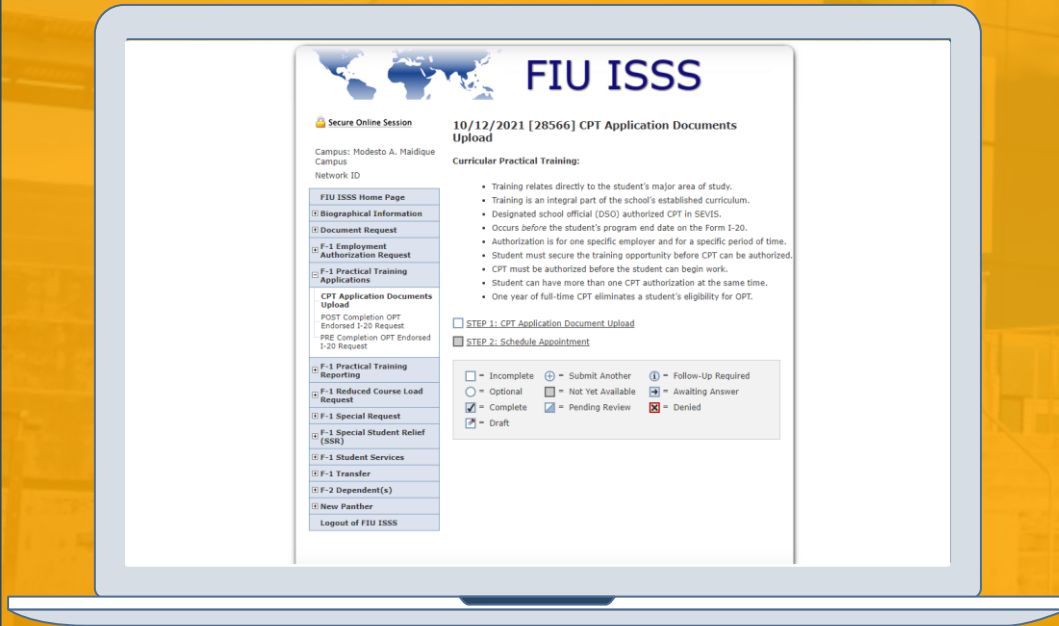 FIU ISSS
Secure Online Session
Campus: Modesto A. Maidique
Campus
Network ID
FIU ISSS Home Page
Biographical Information
Document Request
F-1 Employment
Authorization Request
F-1 Practical Training
Applications
CPT Application Documents
Upload
POST Completion OPT
Endorsed I-20 Request
PRE Completion OPT Endorsed
I-20 Request
F-1 Practical Training
Reporting
F-1 Reduced Course Load
Request
F-1 Special Request
F-1 Special Student Relief
(SSR)
F-1 Student Services
F-1 Transfer
F-2 Dependent(s)
New Panther
Logout of FIU ISSS
10/12/2021 [28566] CPT Application Documents
Upload
Curricular Practical Training:
• Training relates directly to the student's major area of study.
• Training is an integral part of the school's established curriculum.
• Designated school official (DSO) authorized CPT in SEVIS.
• Occurs before the student's program end date on the Form I-20.
• Authorization is for one specific employer and for a specific period of time.
• Student must secure the training opportunity before CPT can be authorized.
• CPT must be authorized before the student can begin work.
• Student can have more than one CPT authorization at the same time.
• One year of full-time CPT eliminates a student's eligibility for OPT.
STEP 1: CPT Application Document Upload
STEP 2: Schedule Appointment
= Incomplete = Submit Another = Follow-Up Required
= Optional = Not Yet Available = Awaiting Answer
= Complete = Pending Review = Denied
= Draft